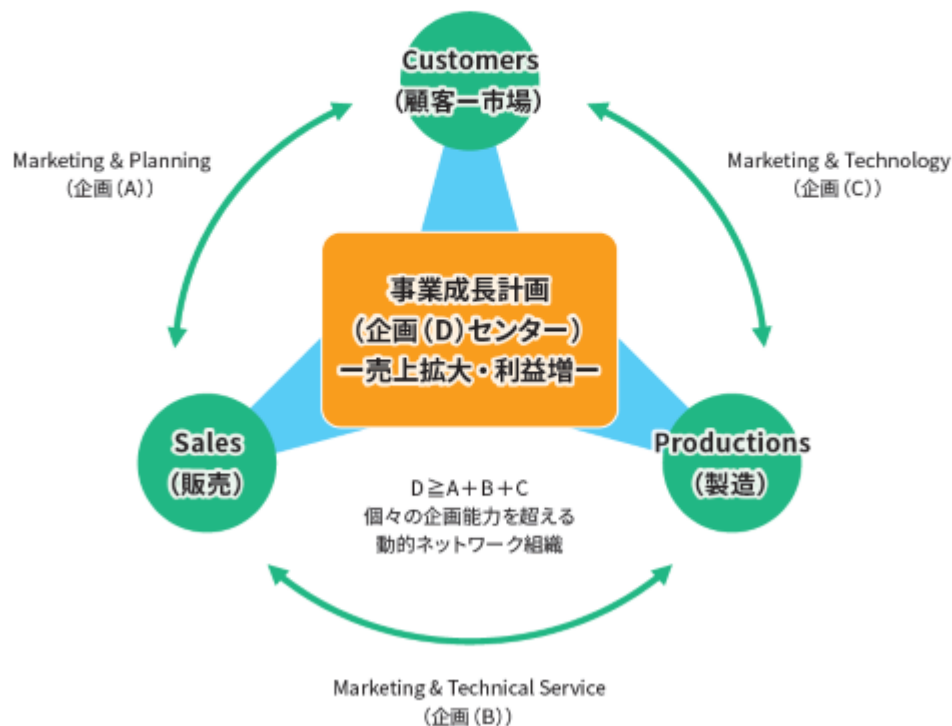 Customers
（顧客ー市場）
Marketing & Planning
（企画（A））
Marketing & Technology
（企画（C））
事業成長計画
（企画（D）センター）
ー売上拡大・利益増ー
Sales
（販売）
Productions
（製造）
D≧A＋B＋C
個々の企画能力を超える
動的ネットワーク組織
Marketing & Technical Service
（企画（B））